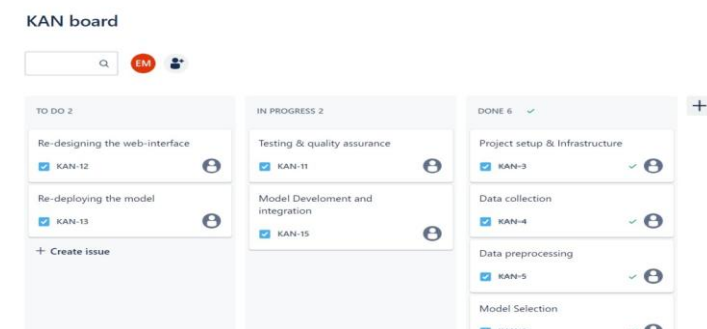 KAN board
EM
TO DO 2
Re-designing the web-interface
KAN-12
Re-deploying the model
KAN-13
+ Create issue
IN PROGRESS 2
Testing & quality assurance
KAN-11
Model Develoment and
integration
KAN-15
DONE 6
Project setup & Infrastructure
KAN-3
Data collection
KAN-4
Data preprocessing
KAN-5
Model Selection